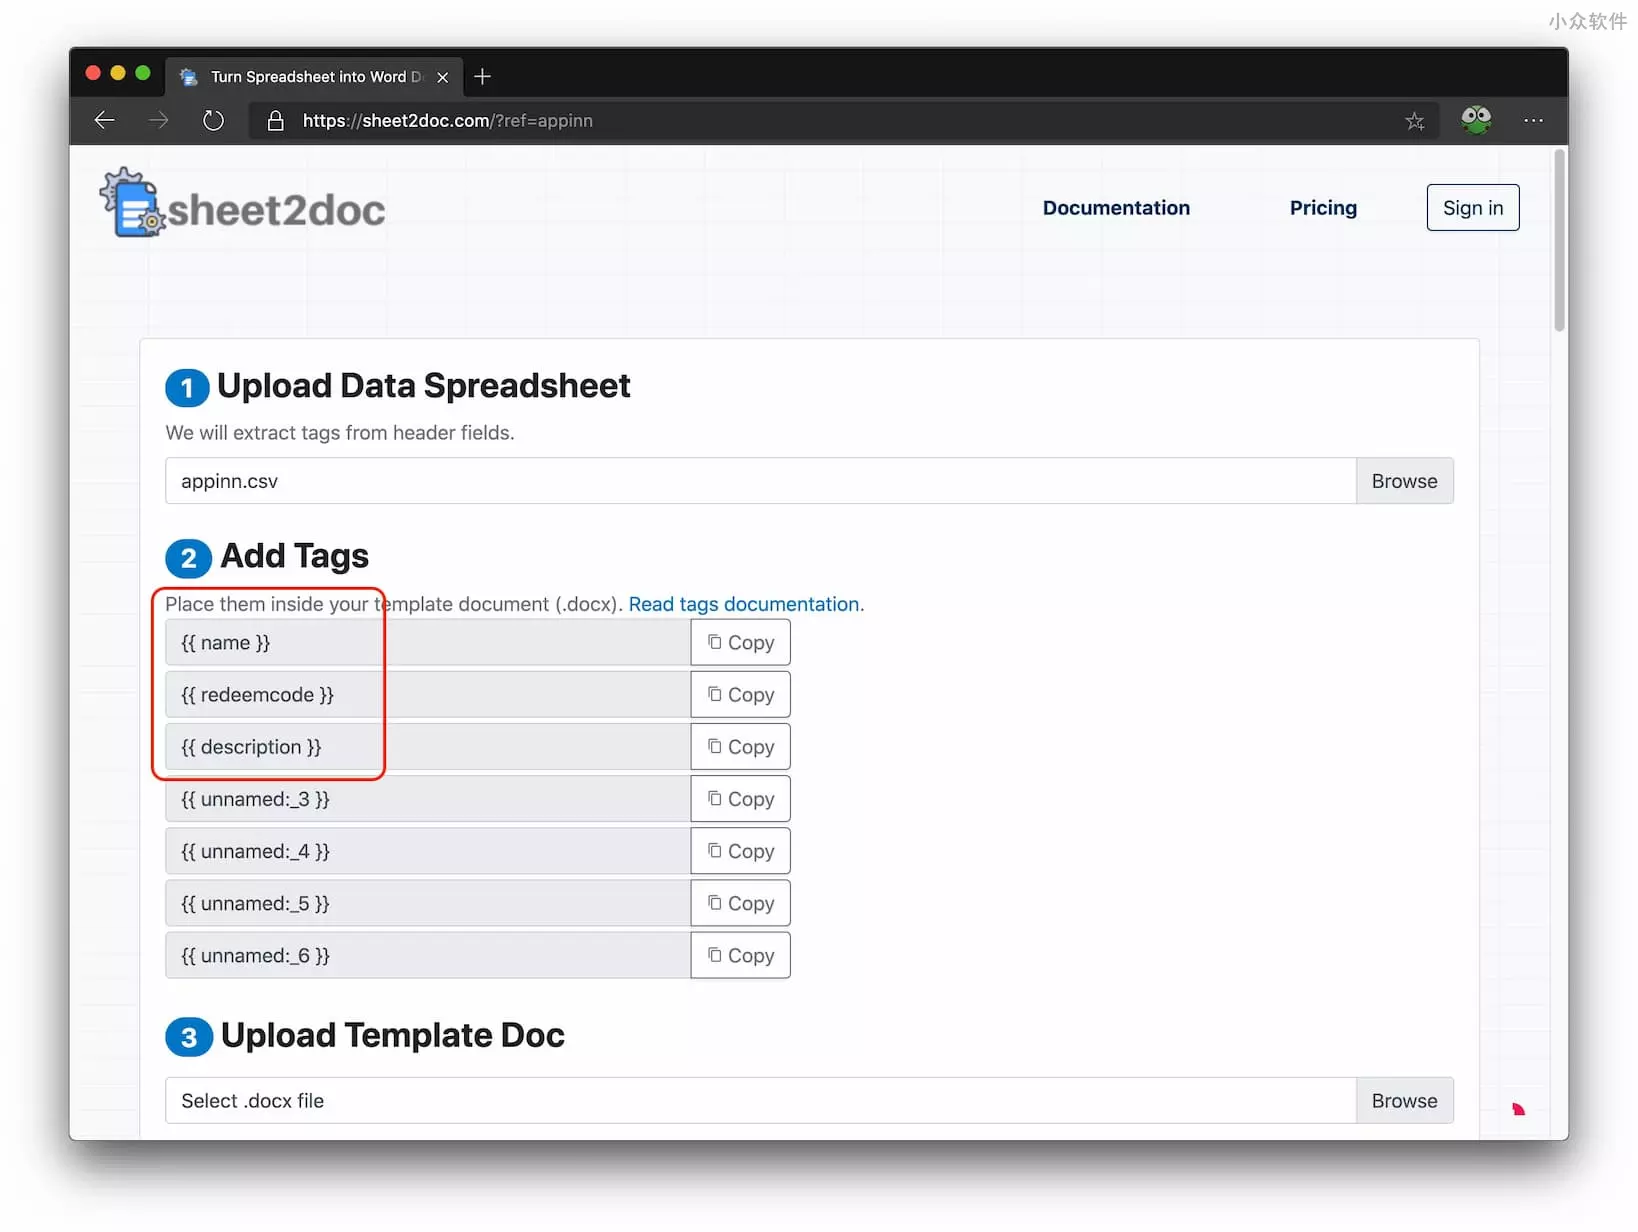 小众软件
Turn Spreadsheet into Word D
https://sheet2doc.com/?ref=appinn
sheet2doc
Documentation
Pricing
Sign in
1 Upload Data Spreadsheet
We will extract tags from header fields.
appinn.csv
Browse
2 Add Tags
Place them inside your template document (.docx). Read tags documentation.
{{ name }}
Copy
{{ redeemcode }}
Copy
{{ description }}
Copy
{{ unnamed:_3 }}
Copy
{{ unnamed:_4 }}
Copy
{{ unnamed:_5 }}
Copy
{{ unnamed:_6 }}
Copy
3 Upload Template Doc
Select .docx file
Browse